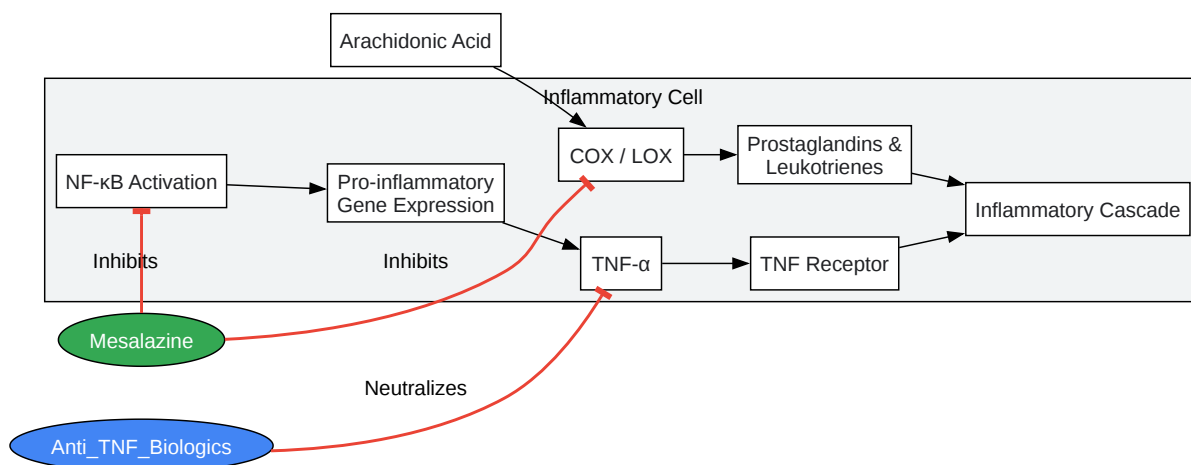 Arachidonic Acid
Inflammatory Cell
COX / LOX
Prostaglandins &
Leukotrienes
NF-κB Activation
Pro-inflammatory
Gene Expression
Inflammatory Cascade
Inhibits
Inhibits
TNF-α
TNF Receptor
Mesalazine
Neutralizes
Anti_TNF_Biologics